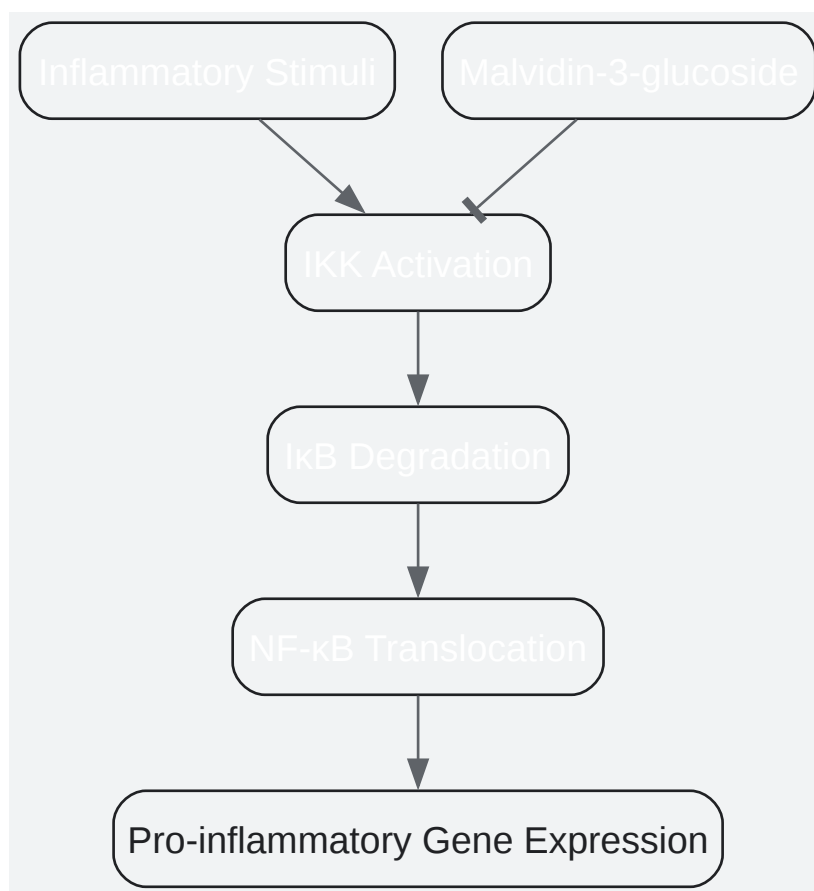 Inflammatory Stimuli
Malvidin-3-glucoside
IKK Activation
IκB Degradation
NF-κB Translocation
Pro-inflammatory Gene Expression